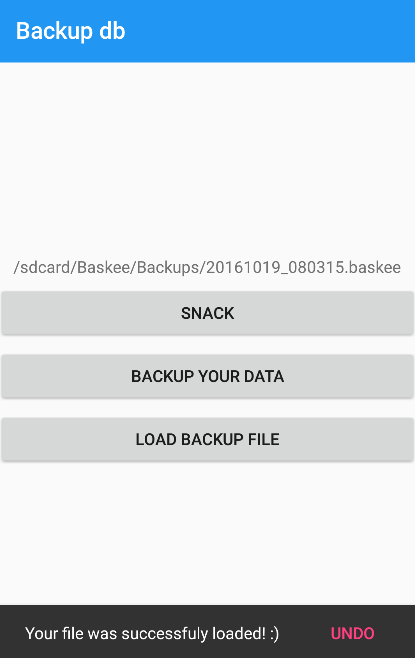 Backup db
/sdcard/Baskee/Backups/20161019_080315.baskee
SNACK
BACKUP YOUR DATA
LOAD BACKUP FILE
Your file was successfuly loaded! :) UNDO